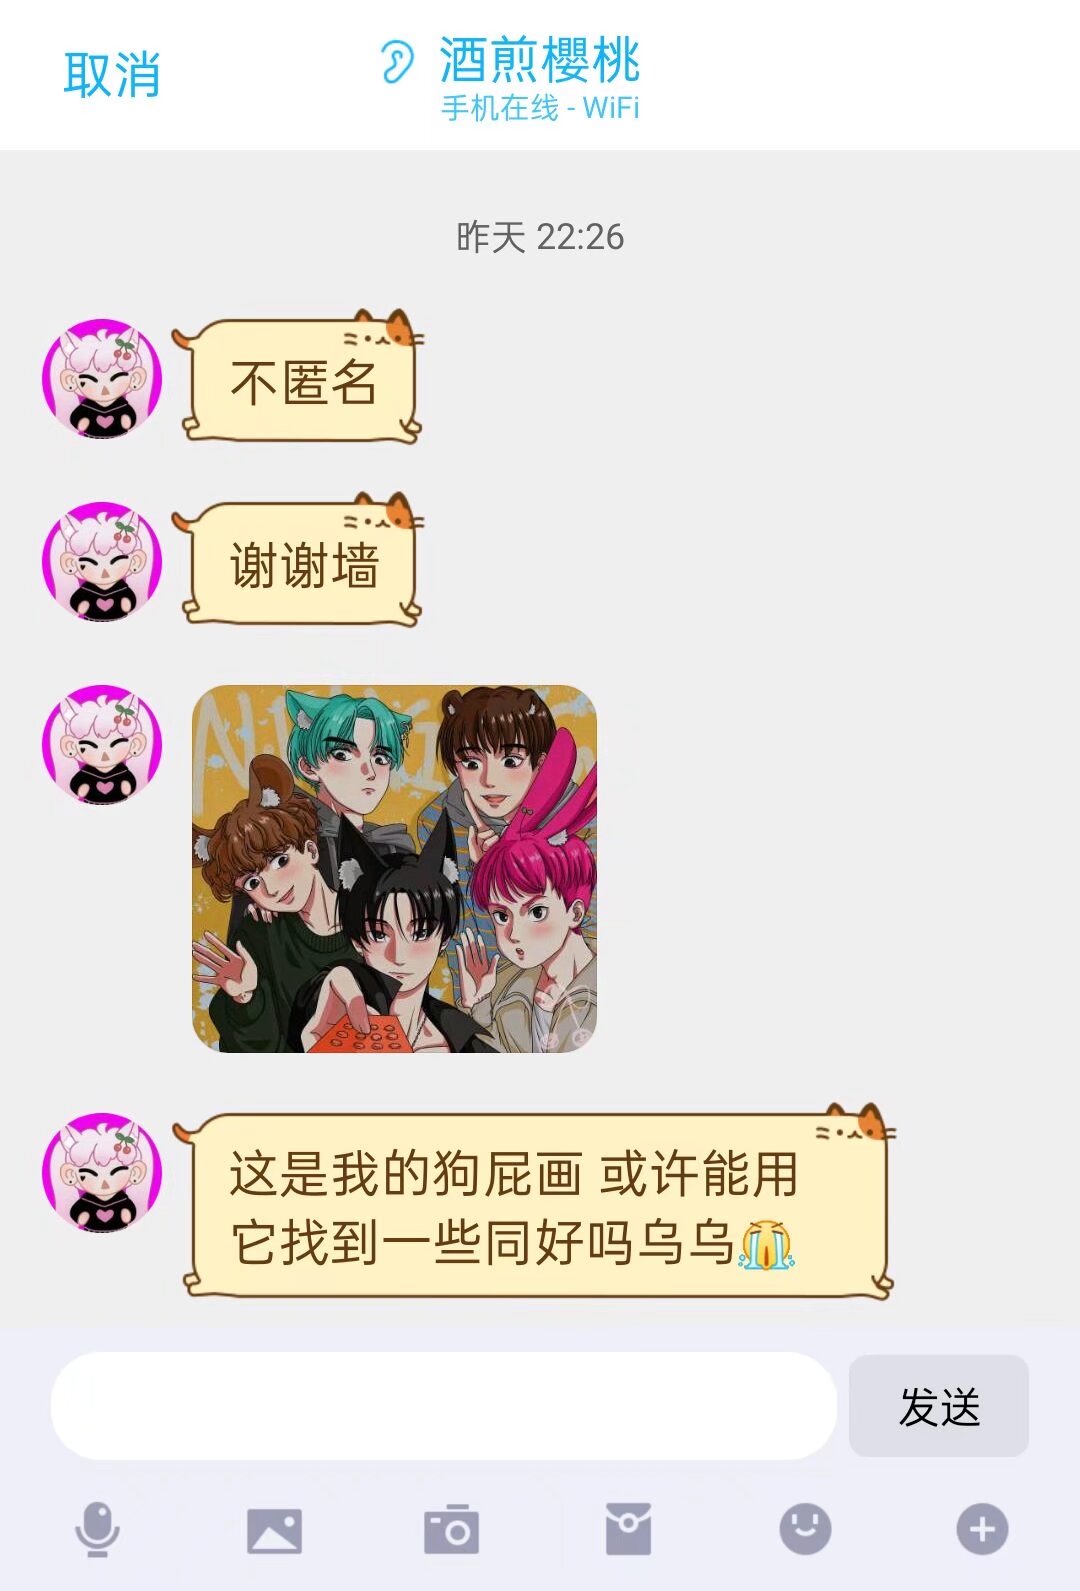 取消
酒煎樱桃
手机在线 - WiFi
昨天 22:26
不匿名
谢谢墙
这是我的狗屁画 或许能用
它找到一些同好吗乌乌😭
发送